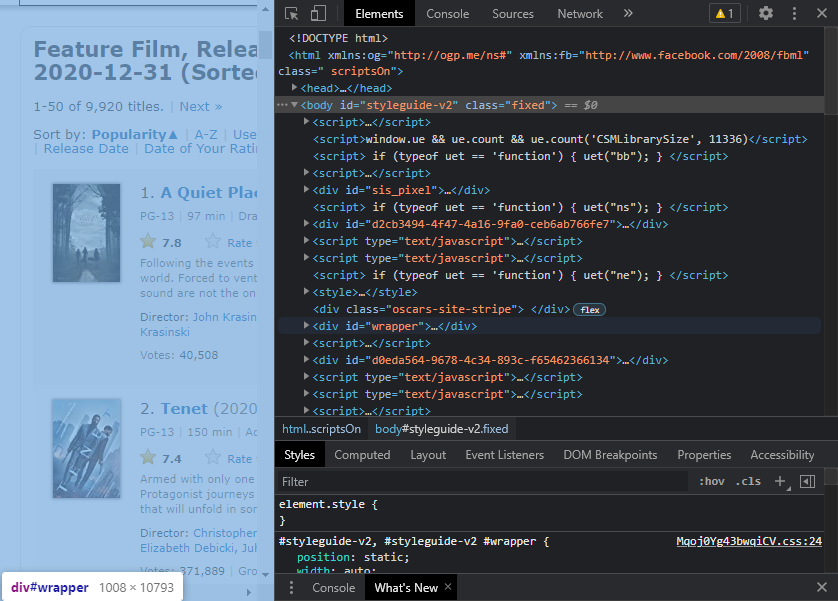 Feature Film, Relea
2020-12-31 (Sorted
1-50 of 9,920 titles. | Next »
Sort by: Popularity▲ | A-Z | Use
| Release Date | Date of Your Ratin
1. A Quiet Plac
PG-13 | 97 min | Dra
7.8 Rate
Following the events
world. Forced to vent
sound are not the on
Director: John Krasin
Krasinski
Votes: 40,508
2. Tenet (2020
PG-13 | 150 min | Ac
7.4 Rate
Armed with only one
Protagonist journeys
that will unfold in som
Director: Christopher
Elizabeth Debicki, Juh
Votes: 371,889 | Gro
div#wrapper 1008 × 10793
Elements Console Sources Network » 1
<!DOCTYPE html>
<html xmlns:og="http://ogp.me/ns#" xmlns:fb="http://www.facebook.com/2008/fbml"
class=" scriptsOn">
<head>…</head>
<body id="styleguide-v2" class="fixed"> == $0
<script>…</script>
<script>window.ue && ue.count && ue.count('CSMLibrarySize', 11336)</script>
<script> if (typeof uet == 'function') { uet("bb"); } </script>
<script>…</script>
<div id="sis_pixel">…</div>
<script> if (typeof uet == 'function') { uet("ns"); } </script>
<div id="d2cb3494-4f47-4a16-9fa0-ceb6ab766fe7">…</div>
<script type="text/javascript">…</script>
<script type="text/javascript">…</script>
<script> if (typeof uet == 'function') { uet("ne"); } </script>
<style>…</style>
<div class="oscars-site-stripe"> </div> flex
<div id="wrapper">…</div>
<script>…</script>
<div id="d0eda564-9678-4c34-893c-f65462366134">…</div>
<script type="text/javascript">…</script>
<script type="text/javascript">…</script>
<script>…</script>
html..scriptsOn body#styleguide-v2.fixed
Styles Computed Layout Event Listeners DOM Breakpoints Properties Accessibility
Filter :hov .cls +
element.style {
}
#styleguide-v2, #styleguide-v2 #wrapper { Mqoj0Yg43bwqiCV.css:24
position: static;
width: auto;
Console What's New ×